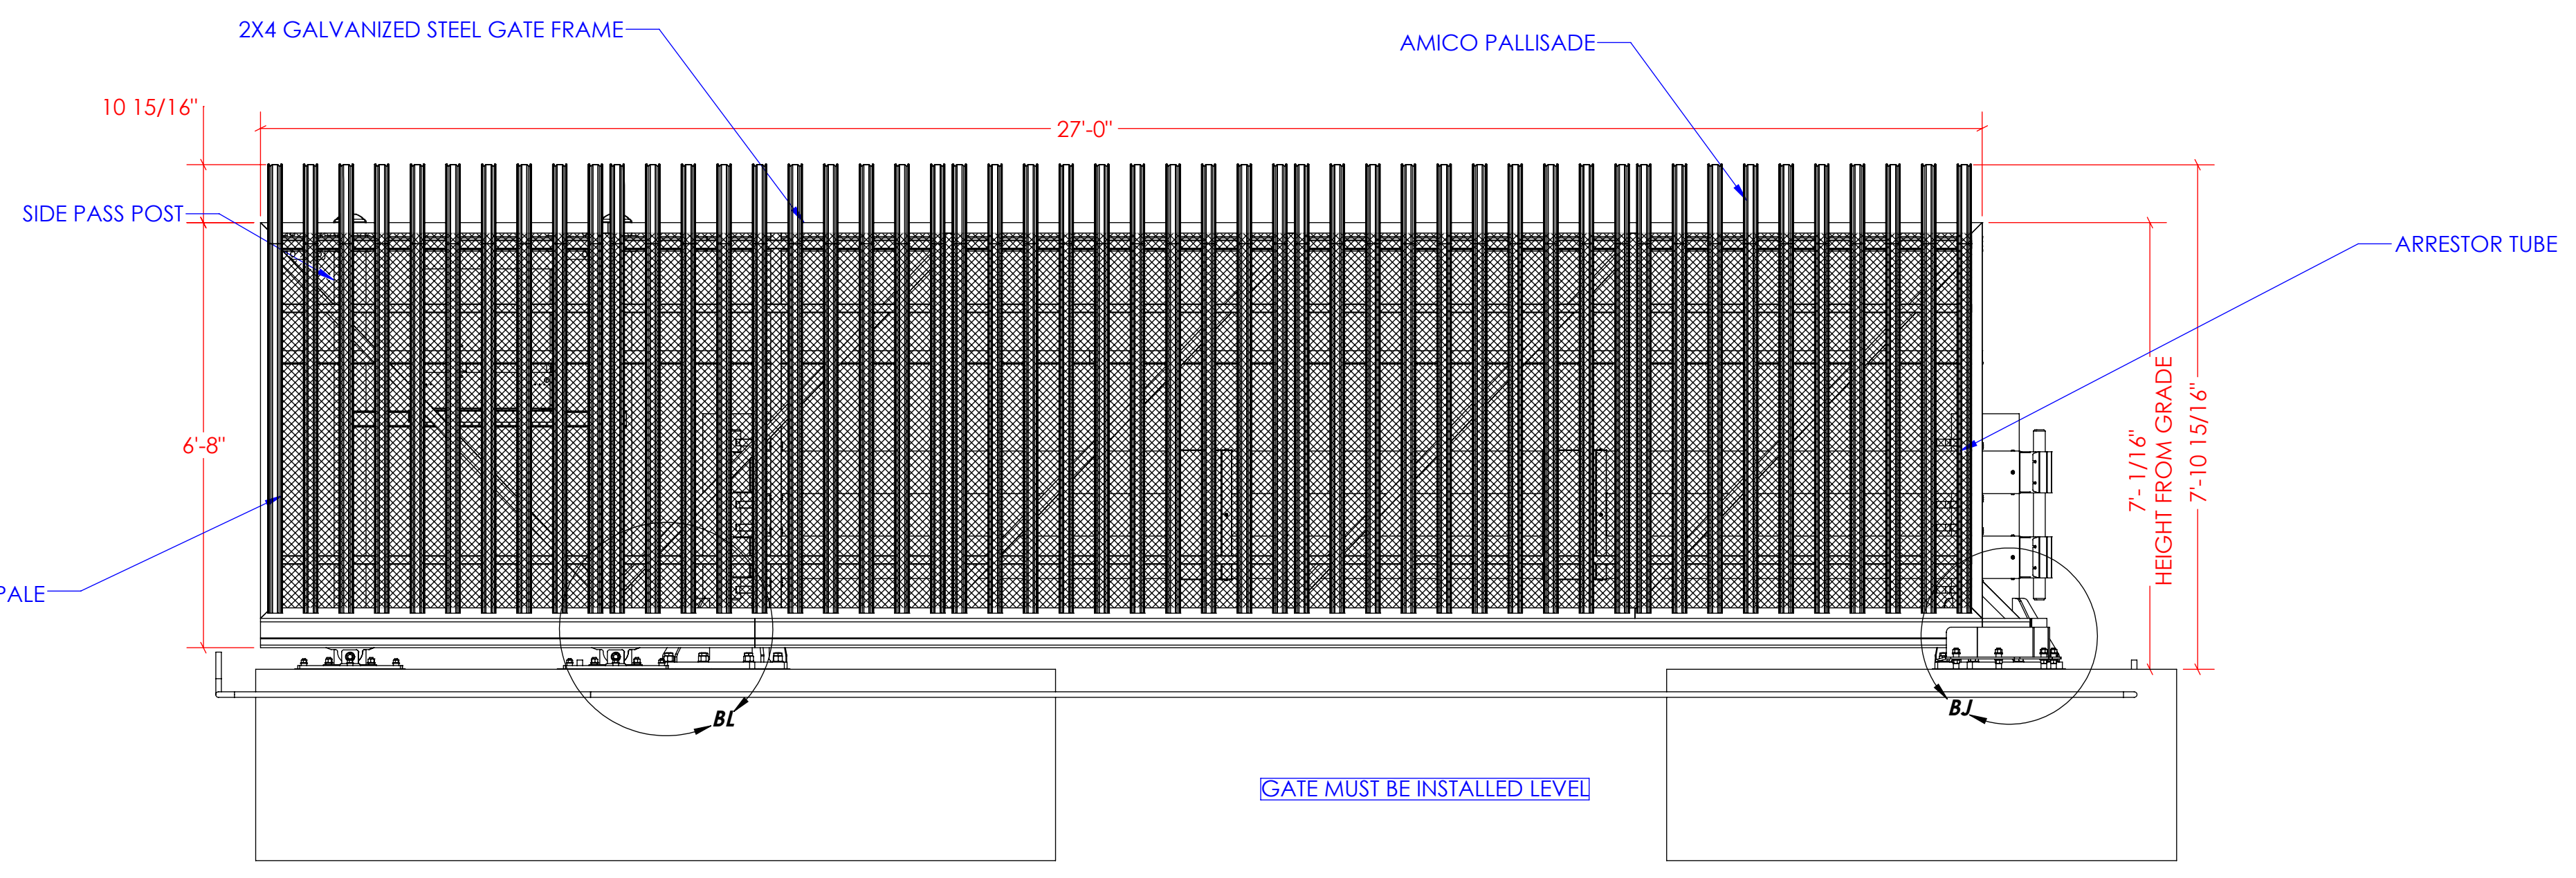 2X4 GALVANIZED STEEL GATE FRAME
AMICO PALLISADE
10 15/16"
27'-0"
SIDE PASS POST
ARRESTOR TUBE
6'-8"
7'- 1/16"
HEIGHT FROM GRADE
7'-10 15/16"
PALE
BL
BJ
GATE MUST BE INSTALLED LEVEL